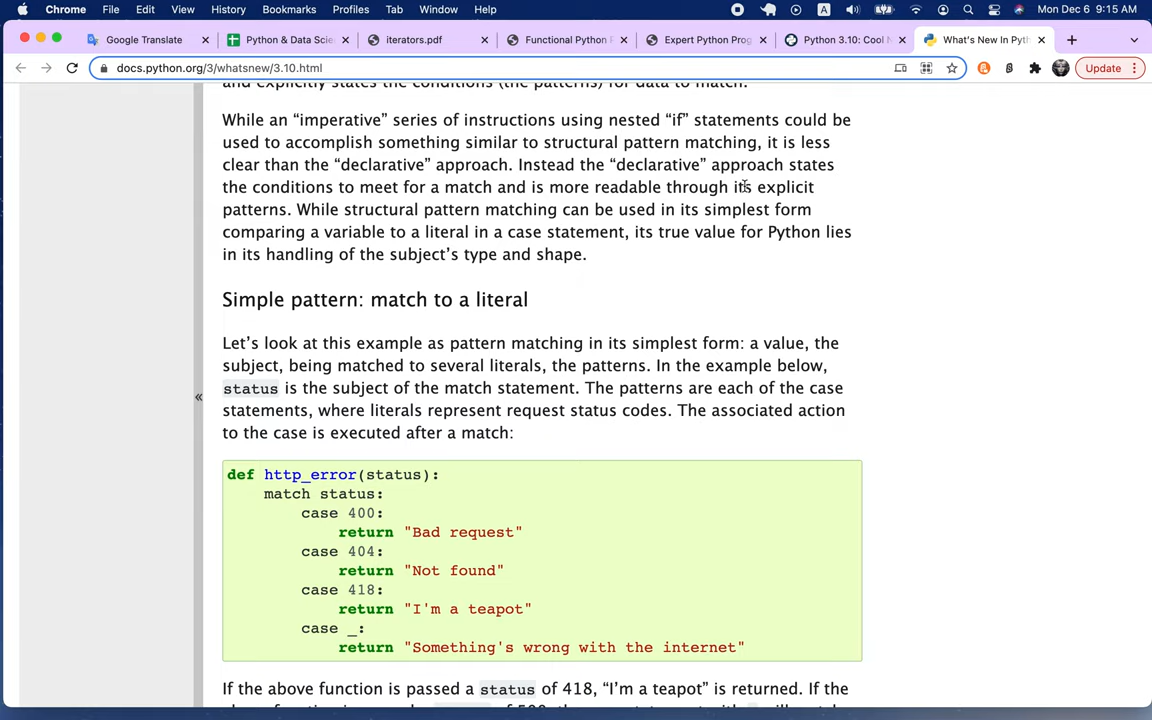 Chrome File Edit View History Bookmarks Profiles Tab Window Help A Mon Dec 6 9:15 AM
Google Translate Python & Data Scie iterators.pdf Functional Python Expert Python Prog Python 3.10: Cool N What's New In Pyth
docs.python.org/3/whatsnew/3.10.html Update
and explicitly states the conditions (the patterns) for data to match.
While an “imperative” series of instructions using nested “if” statements could be
used to accomplish something similar to structural pattern matching, it is less
clear than the “declarative” approach. Instead the “declarative” approach states
the conditions to meet for a match and is more readable through its explicit
patterns. While structural pattern matching can be used in its simplest form
comparing a variable to a literal in a case statement, its true value for Python lies
in its handling of the subject’s type and shape.
Simple pattern: match to a literal
Let’s look at this example as pattern matching in its simplest form: a value, the
subject, being matched to several literals, the patterns. In the example below,
status is the subject of the match statement. The patterns are each of the case
statements, where literals represent request status codes. The associated action
to the case is executed after a match:
«
def http_error(status):
match status:
case 400:
return "Bad request"
case 404:
return "Not found"
case 418:
return "I'm a teapot"
case _:
return "Something's wrong with the internet"
If the above function is passed a status of 418, “I’m a teapot” is returned. If the